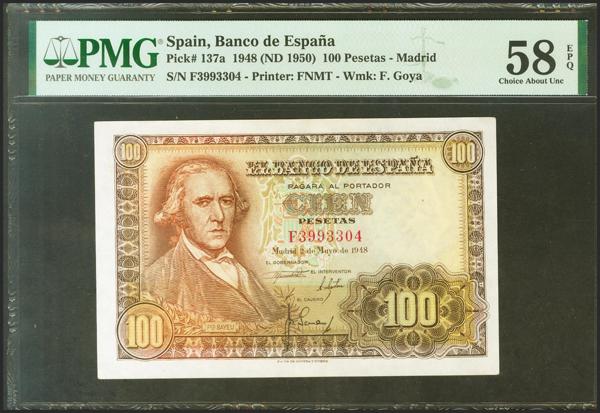 PMG
PAPER MONEY GUARANTY
Spain, Banco de España
Pick# 137a 1948 (ND 1950) 100 Pesetas - Madrid
S/N F3993304 - Printer: FNMT - Wmk: F. Goya
58 EPQ
Choice About Unc
100
100
EL BANCO DE ESPAÑA
PAGARÁ AL PORTADOR
CIEN
PESETAS
F3993304
Madrid, 2 de Mayo de 1948
EL GOBERNADOR
EL INTERVENTOR
EL CAJERO
Fº BAYEU
100
100